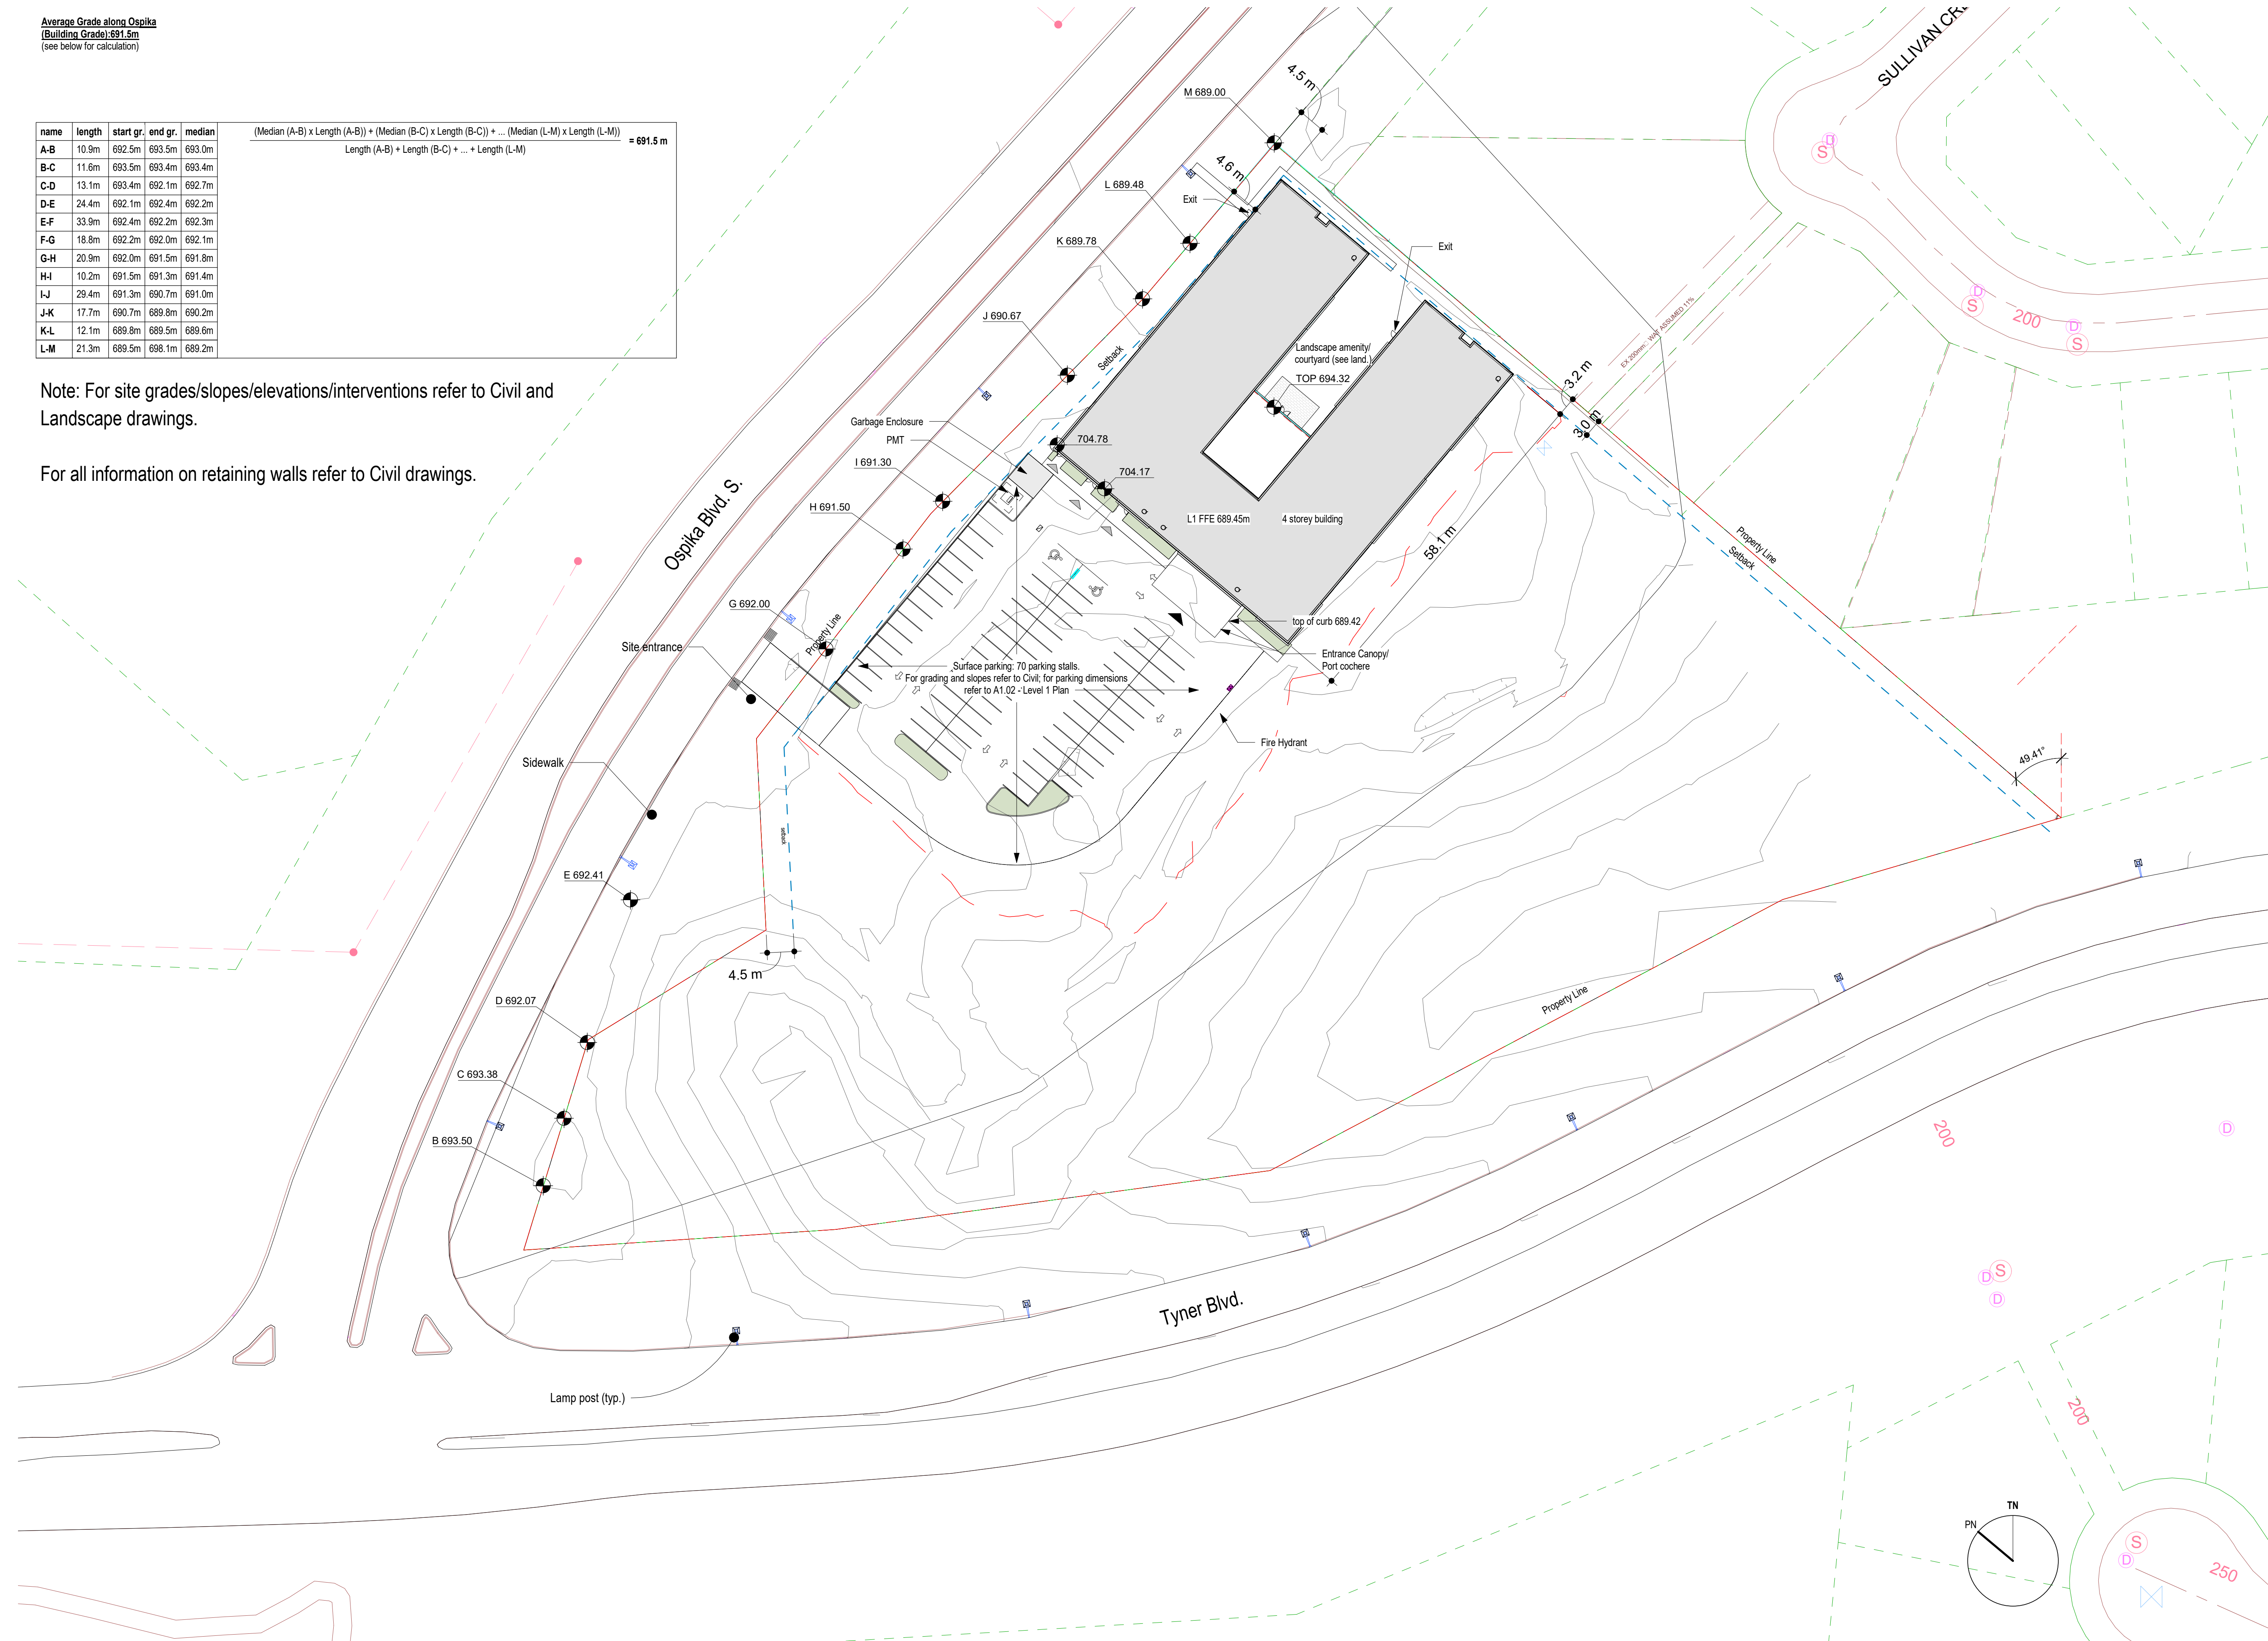 Average Grade along Ospika
(Building Grade):691.5m
(see below for calculation)
name length start gr. end gr. median
A-B 10.9m 692.5m 693.5m 693.0m
B-C 11.6m 693.5m 693.4m 693.4m
C-D 13.1m 693.4m 692.1m 692.7m
D-E 24.4m 692.1m 692.4m 692.2m
E-F 33.9m 692.4m 692.2m 692.3m
F-G 18.8m 692.2m 692.0m 692.1m
G-H 20.9m 692.0m 691.5m 691.8m
H-I 10.2m 691.5m 691.3m 691.4m
I-J 29.4m 691.3m 690.7m 691.0m
J-K 17.7m 690.7m 689.8m 690.2m
K-L 12.1m 689.8m 689.5m 689.6m
L-M 21.3m 689.5m 698.1m 689.2m
(Median (A-B) x Length (A-B)) + (Median (B-C) x Length (B-C)) + ... (Median (L-M) x Length (L-M))
Length (A-B) + Length (B-C) + ... + Length (L-M)
= 691.5 m
Note: For site grades/slopes/elevations/interventions refer to Civil and
Landscape drawings.
For all information on retaining walls refer to Civil drawings.
SULLIVAN CRE
4.5 m
M 689.00
4.6 m
L 689.48
Exit
K 689.78
Exit
J 690.67
Setback
Landscape amenity/
courtyard (see land.)
TOP 694.32
EX 200mm
WAT ASSUMED 11%
3.2 m
3.0 m
Garbage Enclosure
PMT
704.78
I 691.30
704.17
H 691.50
L1 FFE 689.45m
4 storey building
58.1 m
Ospika Blvd. S.
Property Line
Setback
G 692.00
Property Line
Site entrance
top of curb 689.42
Entrance Canopy/
Port cochere
Surface parking: 70 parking stalls.
For grading and slopes refer to Civil; for parking dimensions
refer to A1.02 - Level 1 Plan
Fire Hydrant
Sidewalk
49.41°
setback
E 692.41
4.5 m
D 692.07
Property Line
C 693.38
B 693.50
Tyner Blvd.
Lamp post (typ.)
D
S
D
S
200
D
S
200
D
D
S
D
200
TN
PN
S
D
250